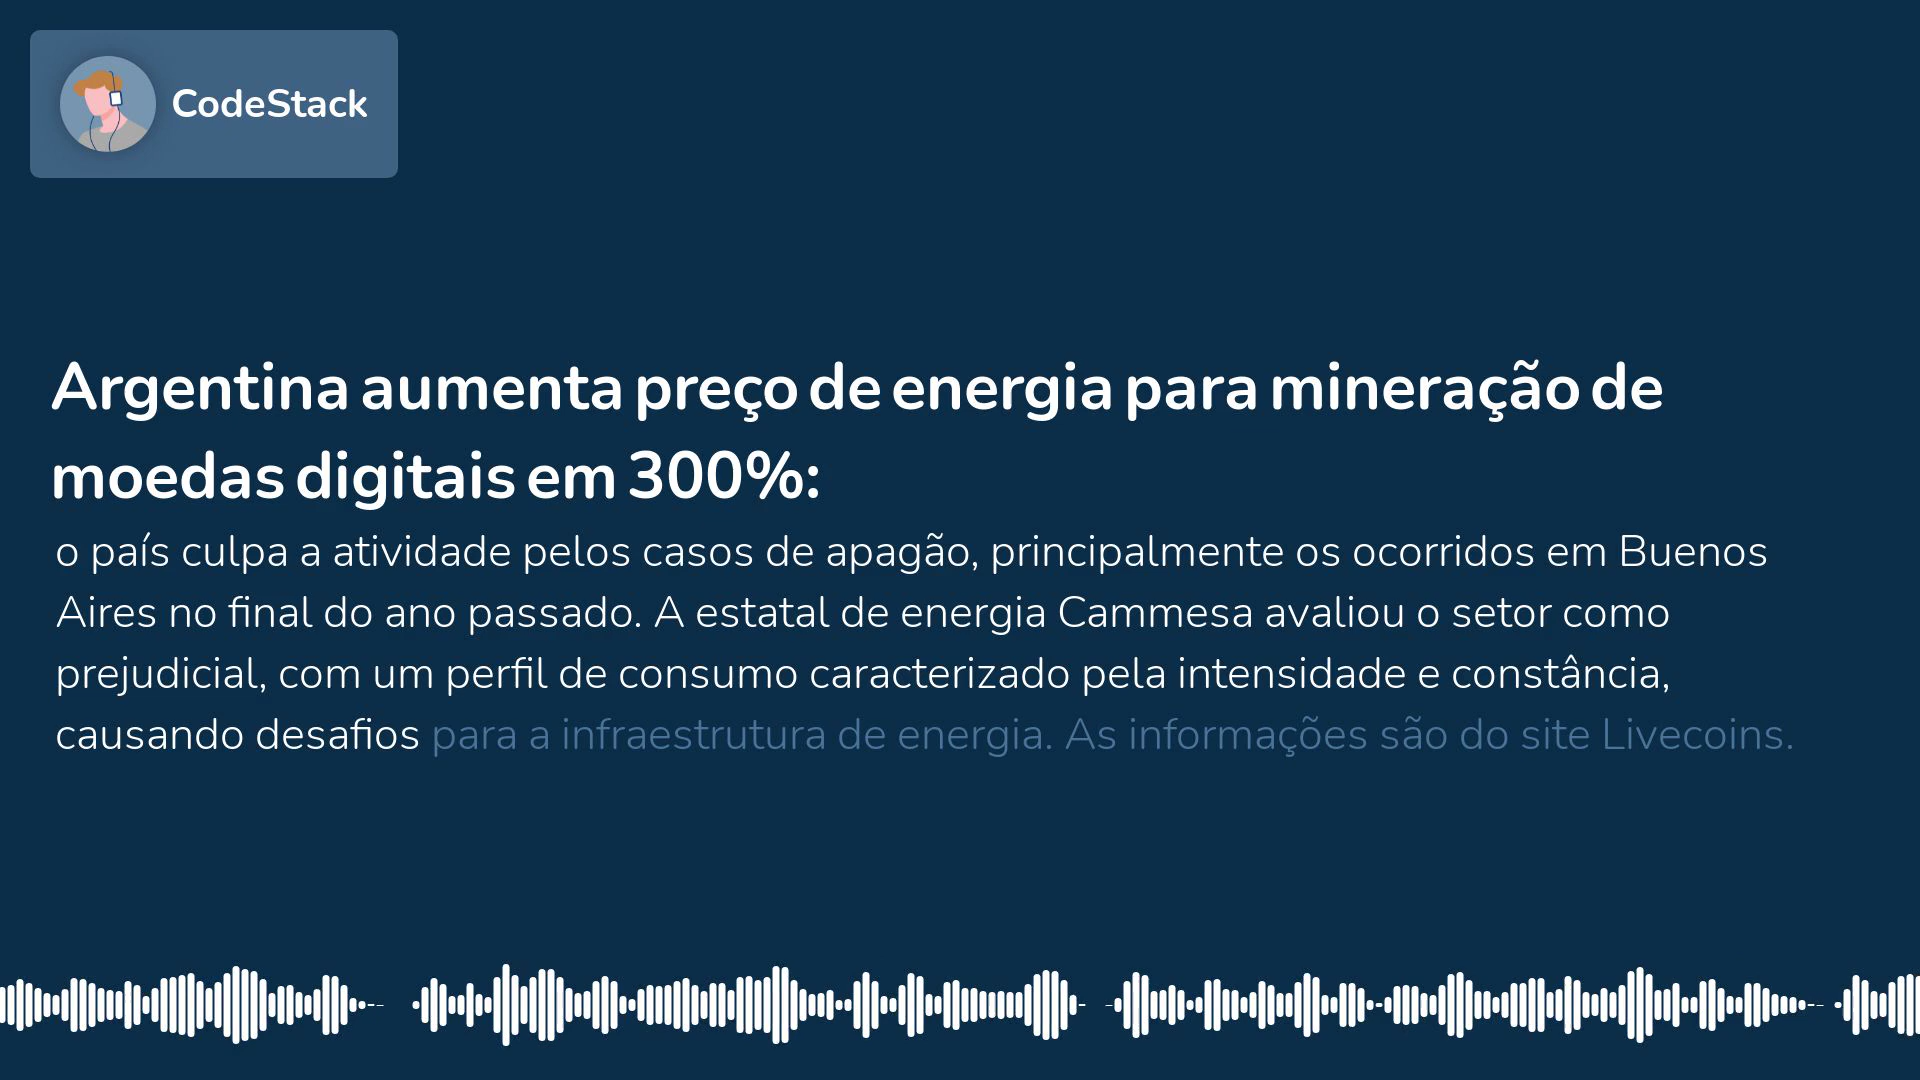 CodeStack
Argentina aumenta preço de energia para mineração de
moedas digitais em 300%:
o país culpa a atividade pelos casos de apagão, principalmente os ocorridos em Buenos
Aires no final do ano passado. A estatal de energia Cammesa avaliou o setor como
prejudicial, com um perfil de consumo caracterizado pela intensidade e constância,
causando desafios para a infraestrutura de energia. As informações são do site Livecoins.